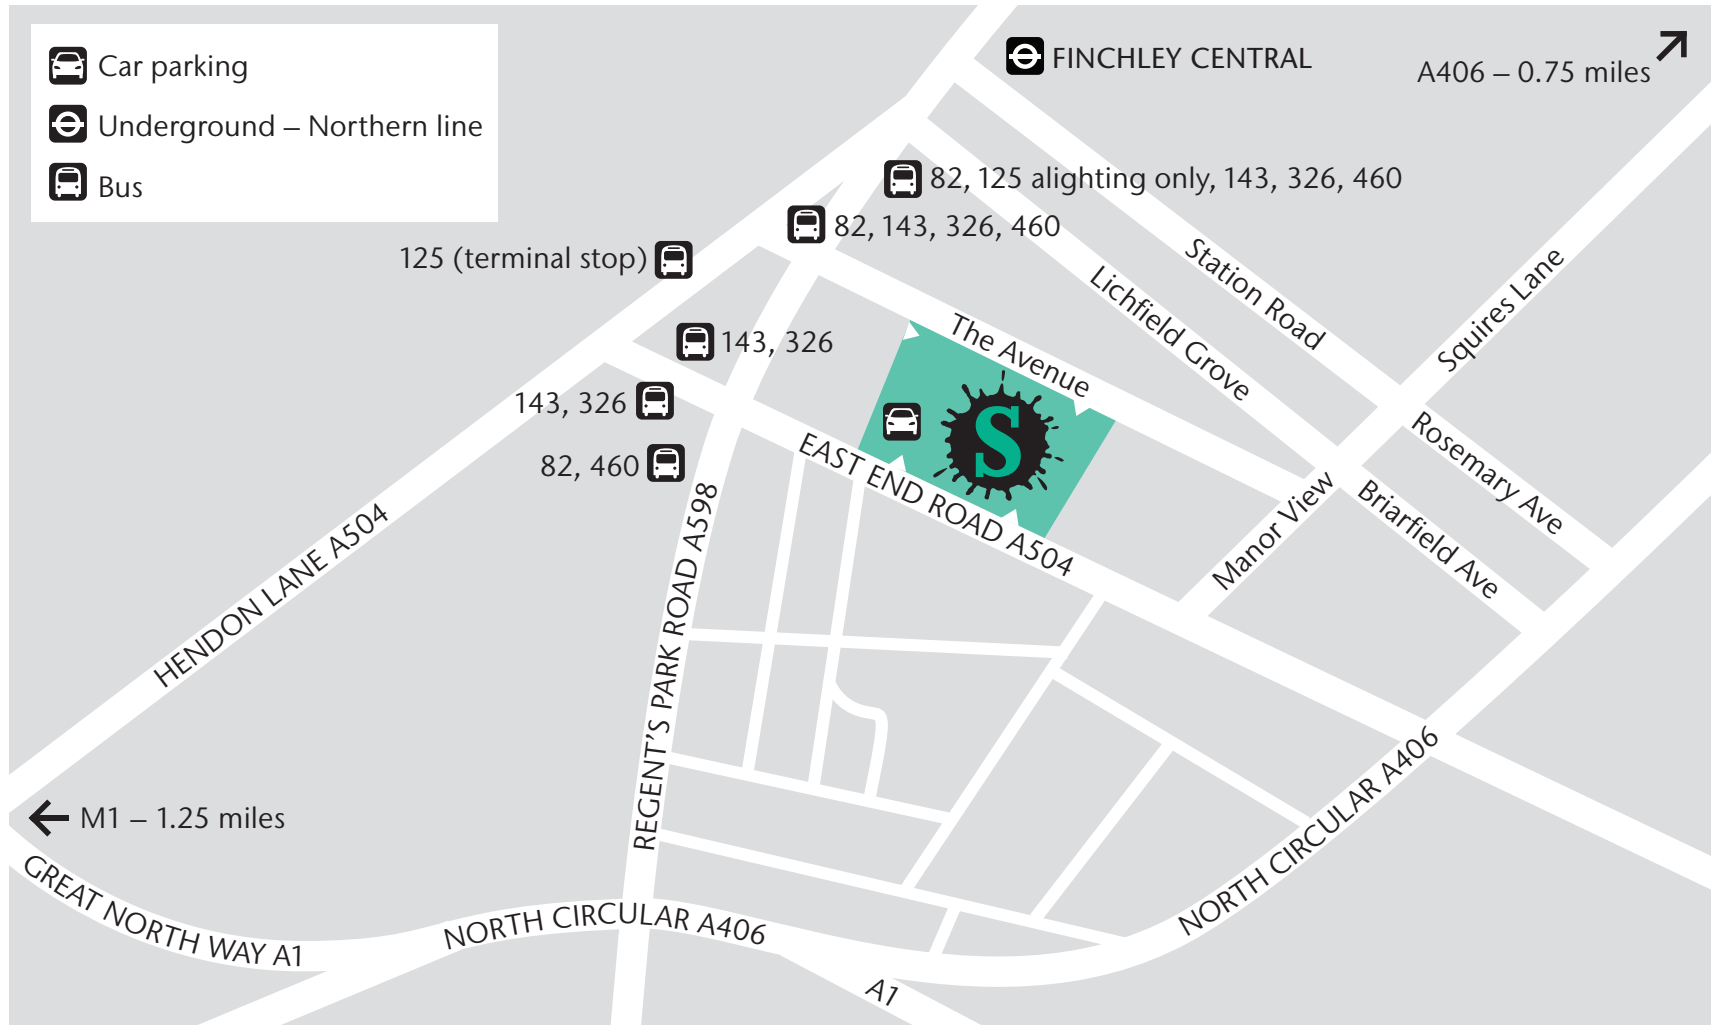 Car parking
Underground – Northern line
Bus
FINCHLEY CENTRAL
A406 – 0.75 miles
82, 125 alighting only, 143, 326, 460
82, 143, 326, 460
125 (terminal stop)
143, 326
143, 326
82, 460
Station Road
Lichfield Grove
Squires Lane
The Avenue
S
EAST END ROAD A504
Rosemary Ave
Briarfield Ave
Manor View
HENDON LANE A504
REGENT'S PARK ROAD A598
M1 – 1.25 miles
GREAT NORTH WAY A1
NORTH CIRCULAR A406
NORTH CIRCULAR A406
A1